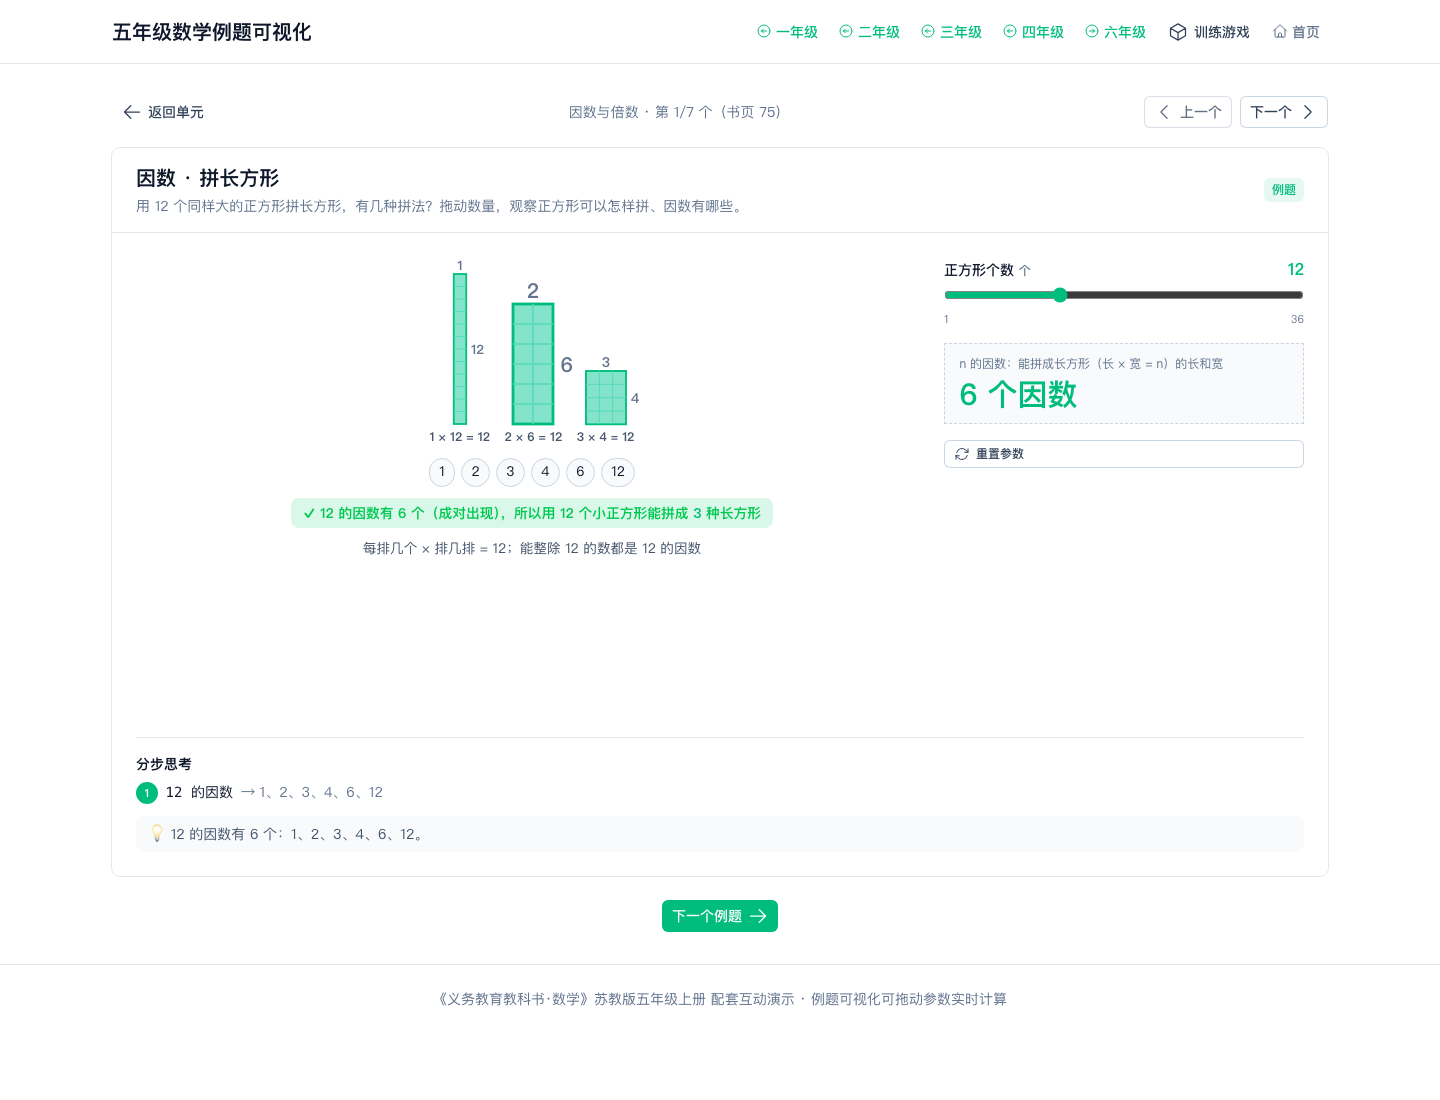 五年级数学例题可视化
一年级 二年级 三年级 四年级 六年级 训练游戏 首页
返回单元
因数与倍数 · 第 1/7 个（书页 75）
上一个
下一个
因数 · 拼长方形
用 12 个同样大的正方形拼长方形，有几种拼法？拖动数量，观察正方形可以怎样拼、因数有哪些。
例题
1
12
1 × 12 = 12
2
6
2 × 6 = 12
3
4
3 × 4 = 12
1 2 3 4 6 12
✓ 12 的因数有 6 个（成对出现），所以用 12 个小正方形能拼成 3 种长方形
每排几个 × 排几排 = 12；能整除 12 的数都是 12 的因数
正方形个数 个 12
1 36
n 的因数：能拼成长方形（长 × 宽 = n）的长和宽
6 个因数
重置参数
分步思考
1 12 的因数 → 1、2、3、4、6、12
💡 12 的因数有 6 个：1、2、3、4、6、12。
下一个例题 →
《义务教育教科书·数学》苏教版五年级上册 配套互动演示 · 例题可视化可拖动参数实时计算